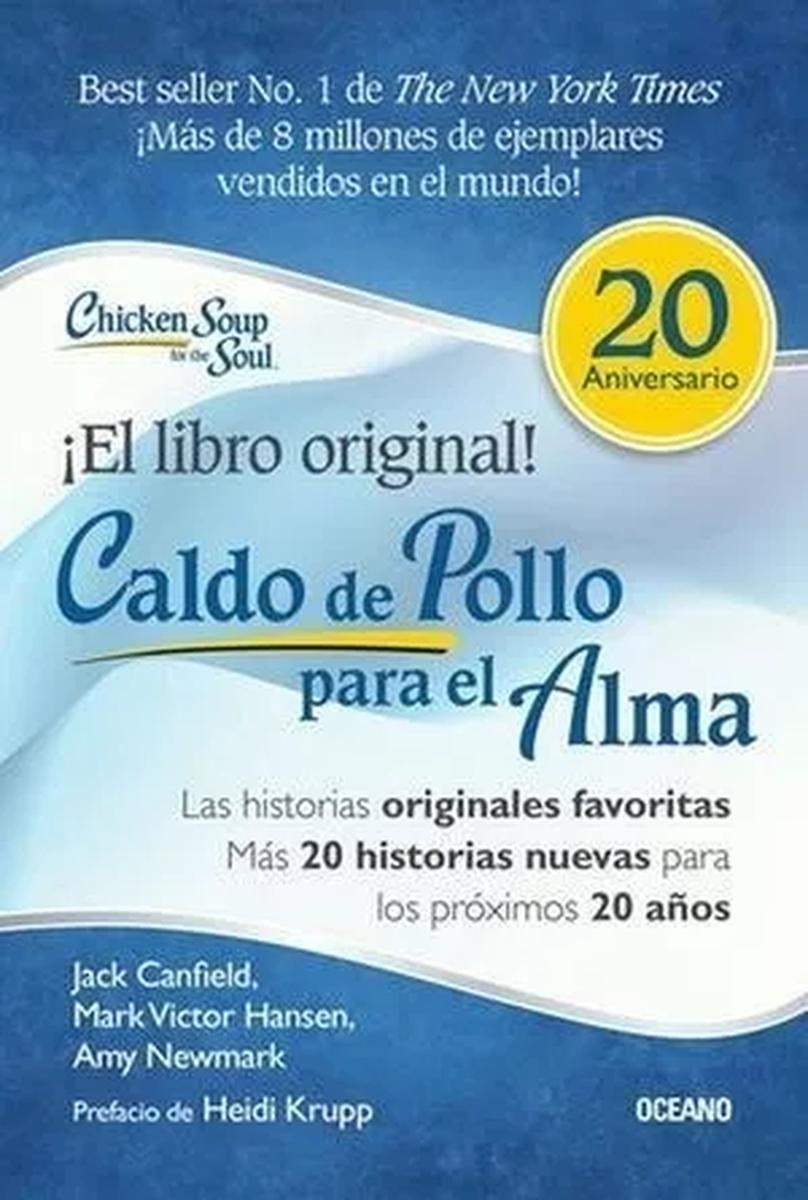 Best seller No. 1 de The New York Times
¡Más de 8 millones de ejemplares
vendidos en el mundo!
Chicken Soup
for the Soul
20
Aniversario
¡El libro original!
Caldo de Pollo
para el Alma
Las historias originales favoritas
Más 20 historias nuevas para
los próximos 20 años
Jack Canfield,
Mark Victor Hansen,
Amy Newmark
Prefacio de Heidi Krupp
OCEANO